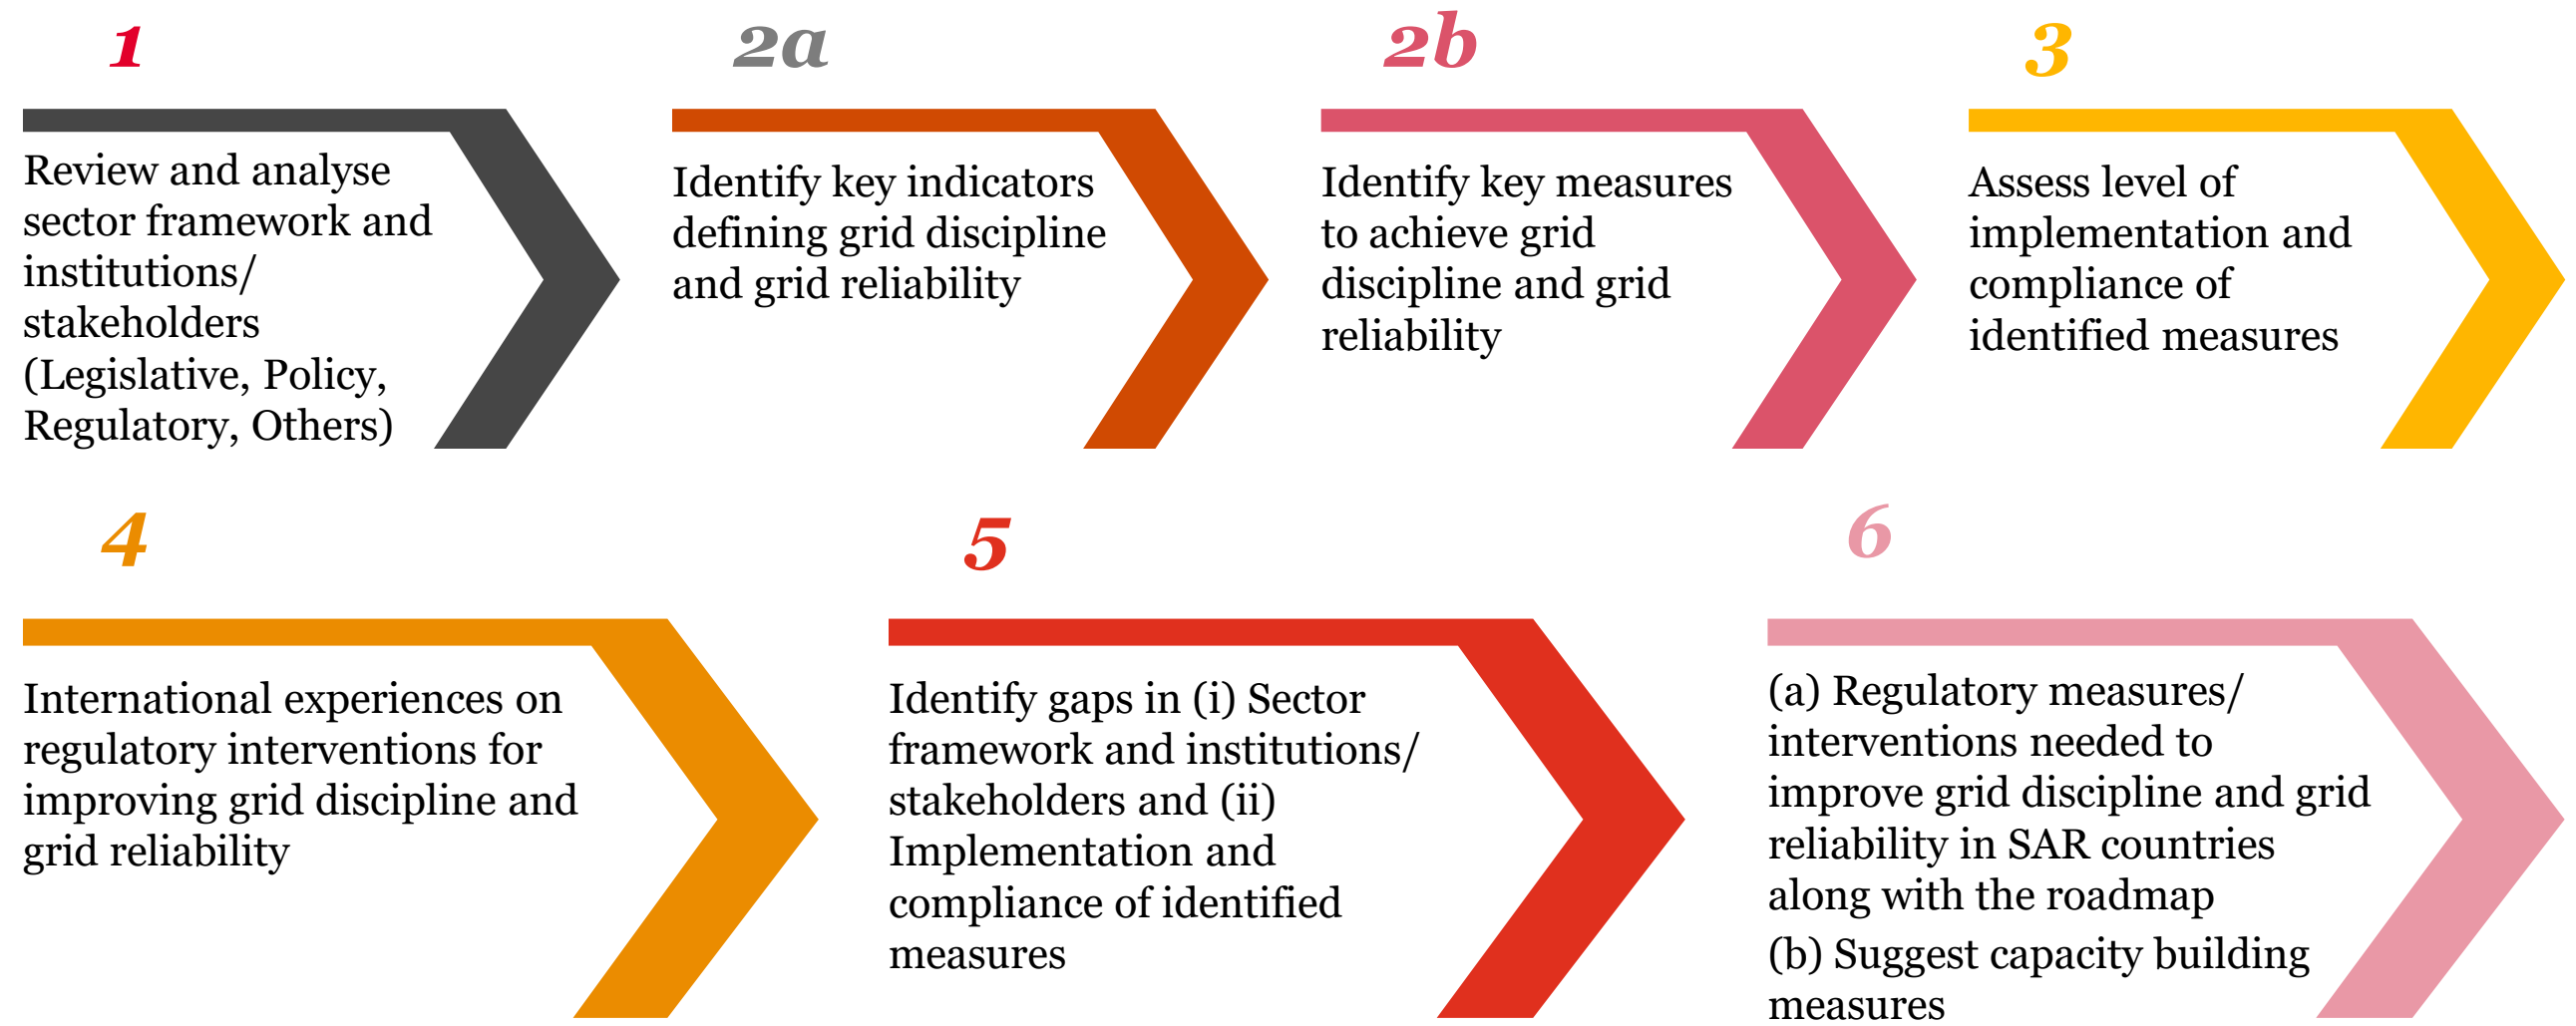 1
Review and analyse
sector framework and
institutions/
stakeholders
(Legislative, Policy,
Regulatory, Others)
2a
Identify key indicators
defining grid discipline
and grid reliability
2b
Identify key measures
to achieve grid
discipline and grid
reliability
3
Assess level of
implementation and
compliance of
identified measures
4
International experiences on
regulatory interventions for
improving grid discipline and
grid reliability
5
Identify gaps in (i) Sector
framework and institutions/
stakeholders and (ii)
Implementation and
compliance of identified
measures
6
(a) Regulatory measures/
interventions needed to
improve grid discipline and grid
reliability in SAR countries
along with the roadmap
(b) Suggest capacity building
measures